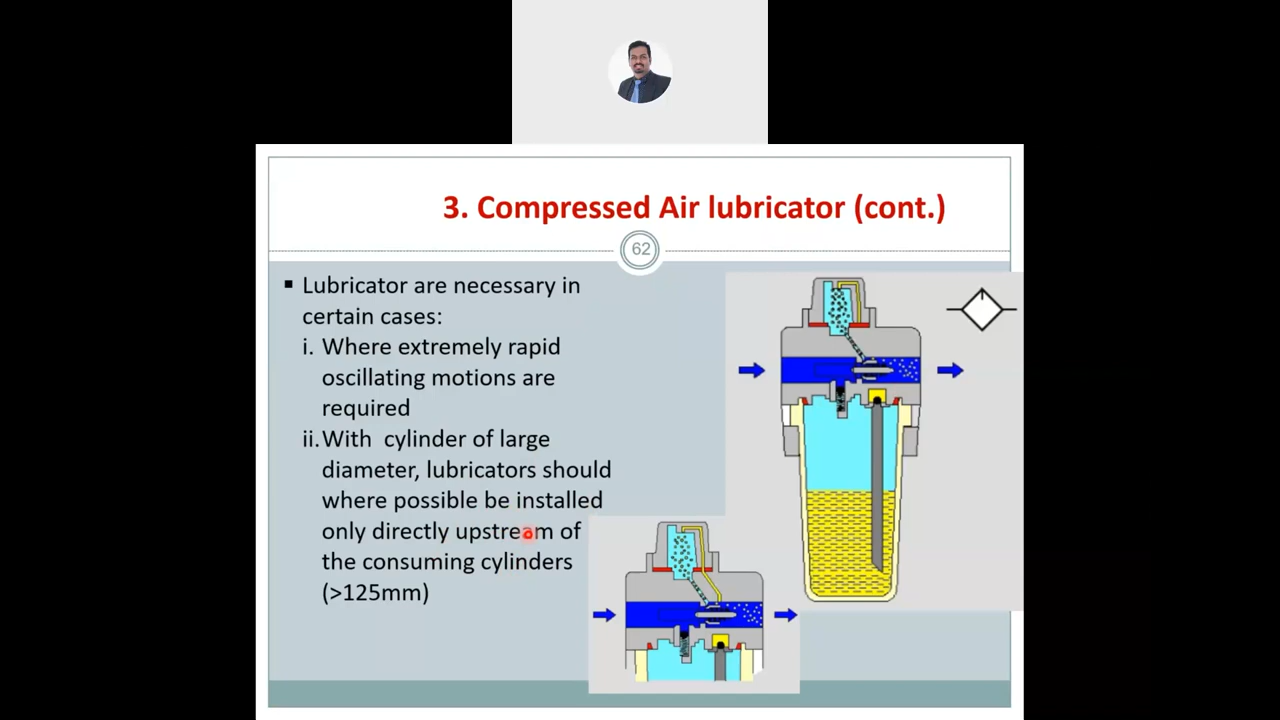 3. Compressed Air lubricator (cont.)
62
▪ Lubricator are necessary in
certain cases:
i. Where extremely rapid
oscillating motions are
required
ii.With cylinder of large
diameter, lubricators should
where possible be installed
only directly upstream of
the consuming cylinders
(>125mm)